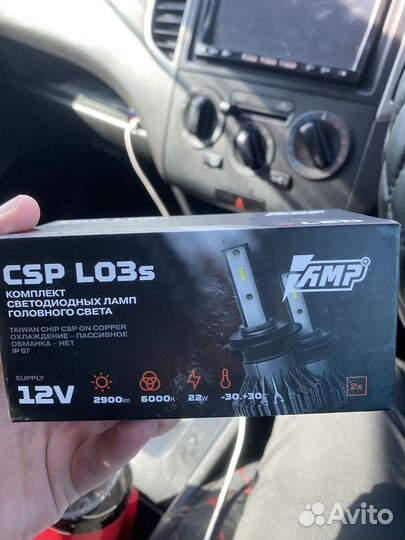 CSP L03s
КОМПЛЕКТ
СВЕТОДИОДНЫХ ЛАМП
ГОЛОВНОГО СВЕТА
TAIWAN CHIP CSP ON COPPER
ОХЛАЖДЕНИЕ – ПАССИВНОЕ
ОБМАНКА – НЕТ
IP 67
AMP®
SUPPLY
12V
2900lm
6000K
22W
-30.+30
2x
Avito